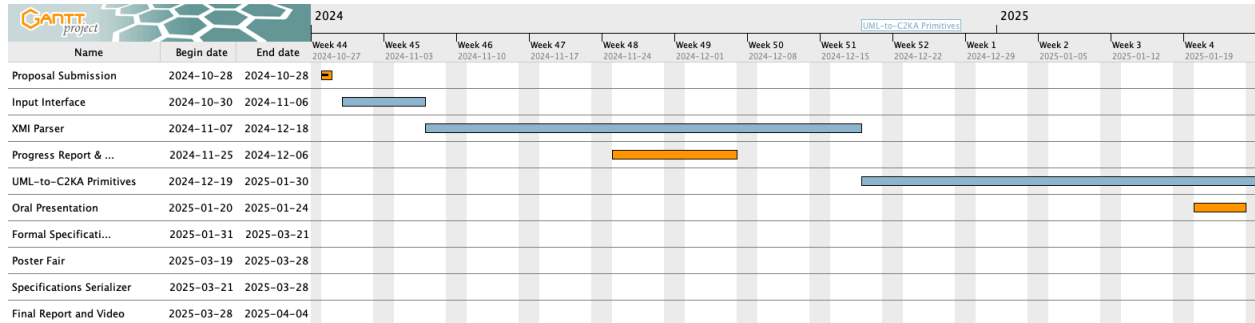 GANTT project
2024
2025
UML-to-C2KA Primitives
Name Begin date End date
Week 44 Week 45 Week 46 Week 47 Week 48 Week 49 Week 50 Week 51 Week 52 Week 1 Week 2 Week 3 Week 4
2024-10-27 2024-11-03 2024-11-10 2024-11-17 2024-11-24 2024-12-01 2024-12-08 2024-12-15 2024-12-22 2024-12-29 2025-01-05 2025-01-12 2025-01-19
Proposal Submission 2024-10-28 2024-10-28
Input Interface 2024-10-30 2024-11-06
XMI Parser 2024-11-07 2024-12-18
Progress Report & ... 2024-11-25 2024-12-06
UML-to-C2KA Primitives 2024-12-19 2025-01-30
Oral Presentation 2025-01-20 2025-01-24
Formal Specificati... 2025-01-31 2025-03-21
Poster Fair 2025-03-19 2025-03-28
Specifications Serializer 2025-03-21 2025-03-28
Final Report and Video 2025-03-28 2025-04-04